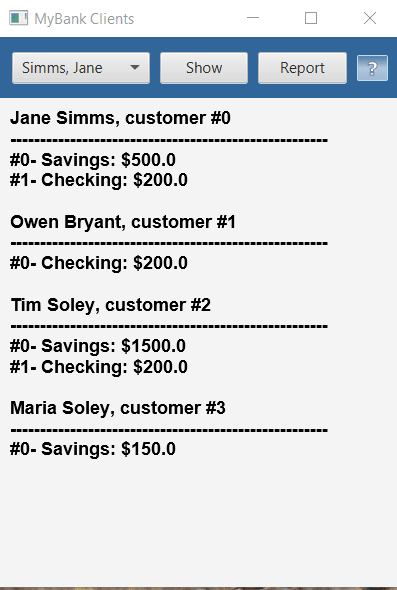 MyBank Clients
Simms, Jane Show Report ?
Jane Simms, customer #0
-----------------------------------------------------
#0- Savings: $500.0
#1- Checking: $200.0
Owen Bryant, customer #1
-----------------------------------------------------
#0- Checking: $200.0
Tim Soley, customer #2
-----------------------------------------------------
#0- Savings: $1500.0
#1- Checking: $200.0
Maria Soley, customer #3
-----------------------------------------------------
#0- Savings: $150.0